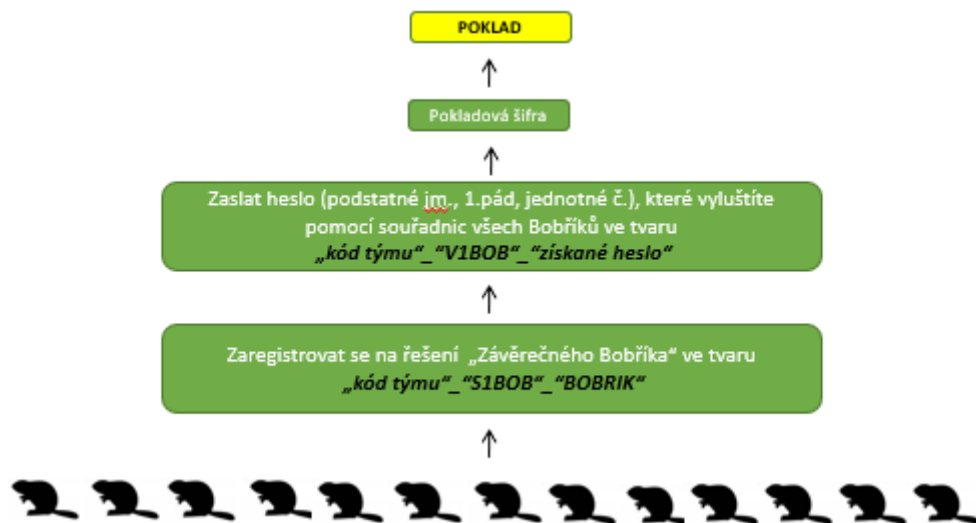 POKLAD
Pokladová šifra
Zaslat heslo (podstatné jm., 1.pád, jednotné č.), které vyluštíte
pomocí souřadnic všech Bobříků ve tvaru
„kód týmu“_“V1BOB“_“získané heslo“
Zaregistrovat se na řešení „Závěrečného Bobříka“ ve tvaru
„kód týmu“_“S1BOB“_“BOBRIK“